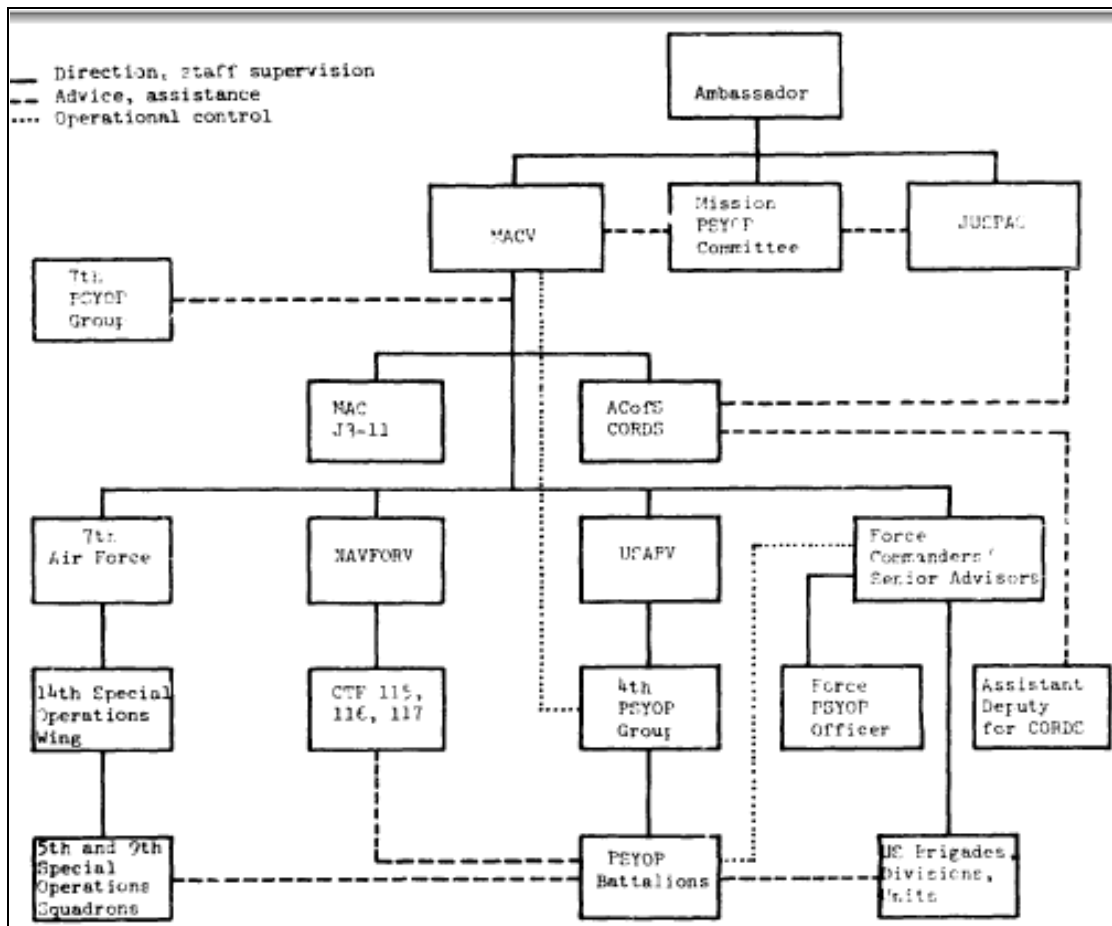 Direction, staff supervision
Advice, assistance
Operational control
Ambassador
MACV
Mission
PSYOP
Committee
JUSPAO
7th
PSYOP
Group
MAC
J3-11
ACofS
CORDS
7th
Air Force
NAVFORV
USARV
Force
Commanders'
Senior Advisors
14th Special
Operations
Wing
CTF 115,
116, 117
4th
PSYOP
Group
Force
PSYOP
Officer
Assistant
Deputy
for CORDS
5th and 9th
Special
Operations
Squadrons
PSYOP
Battalions
US Brigades,
Divisions,
Units